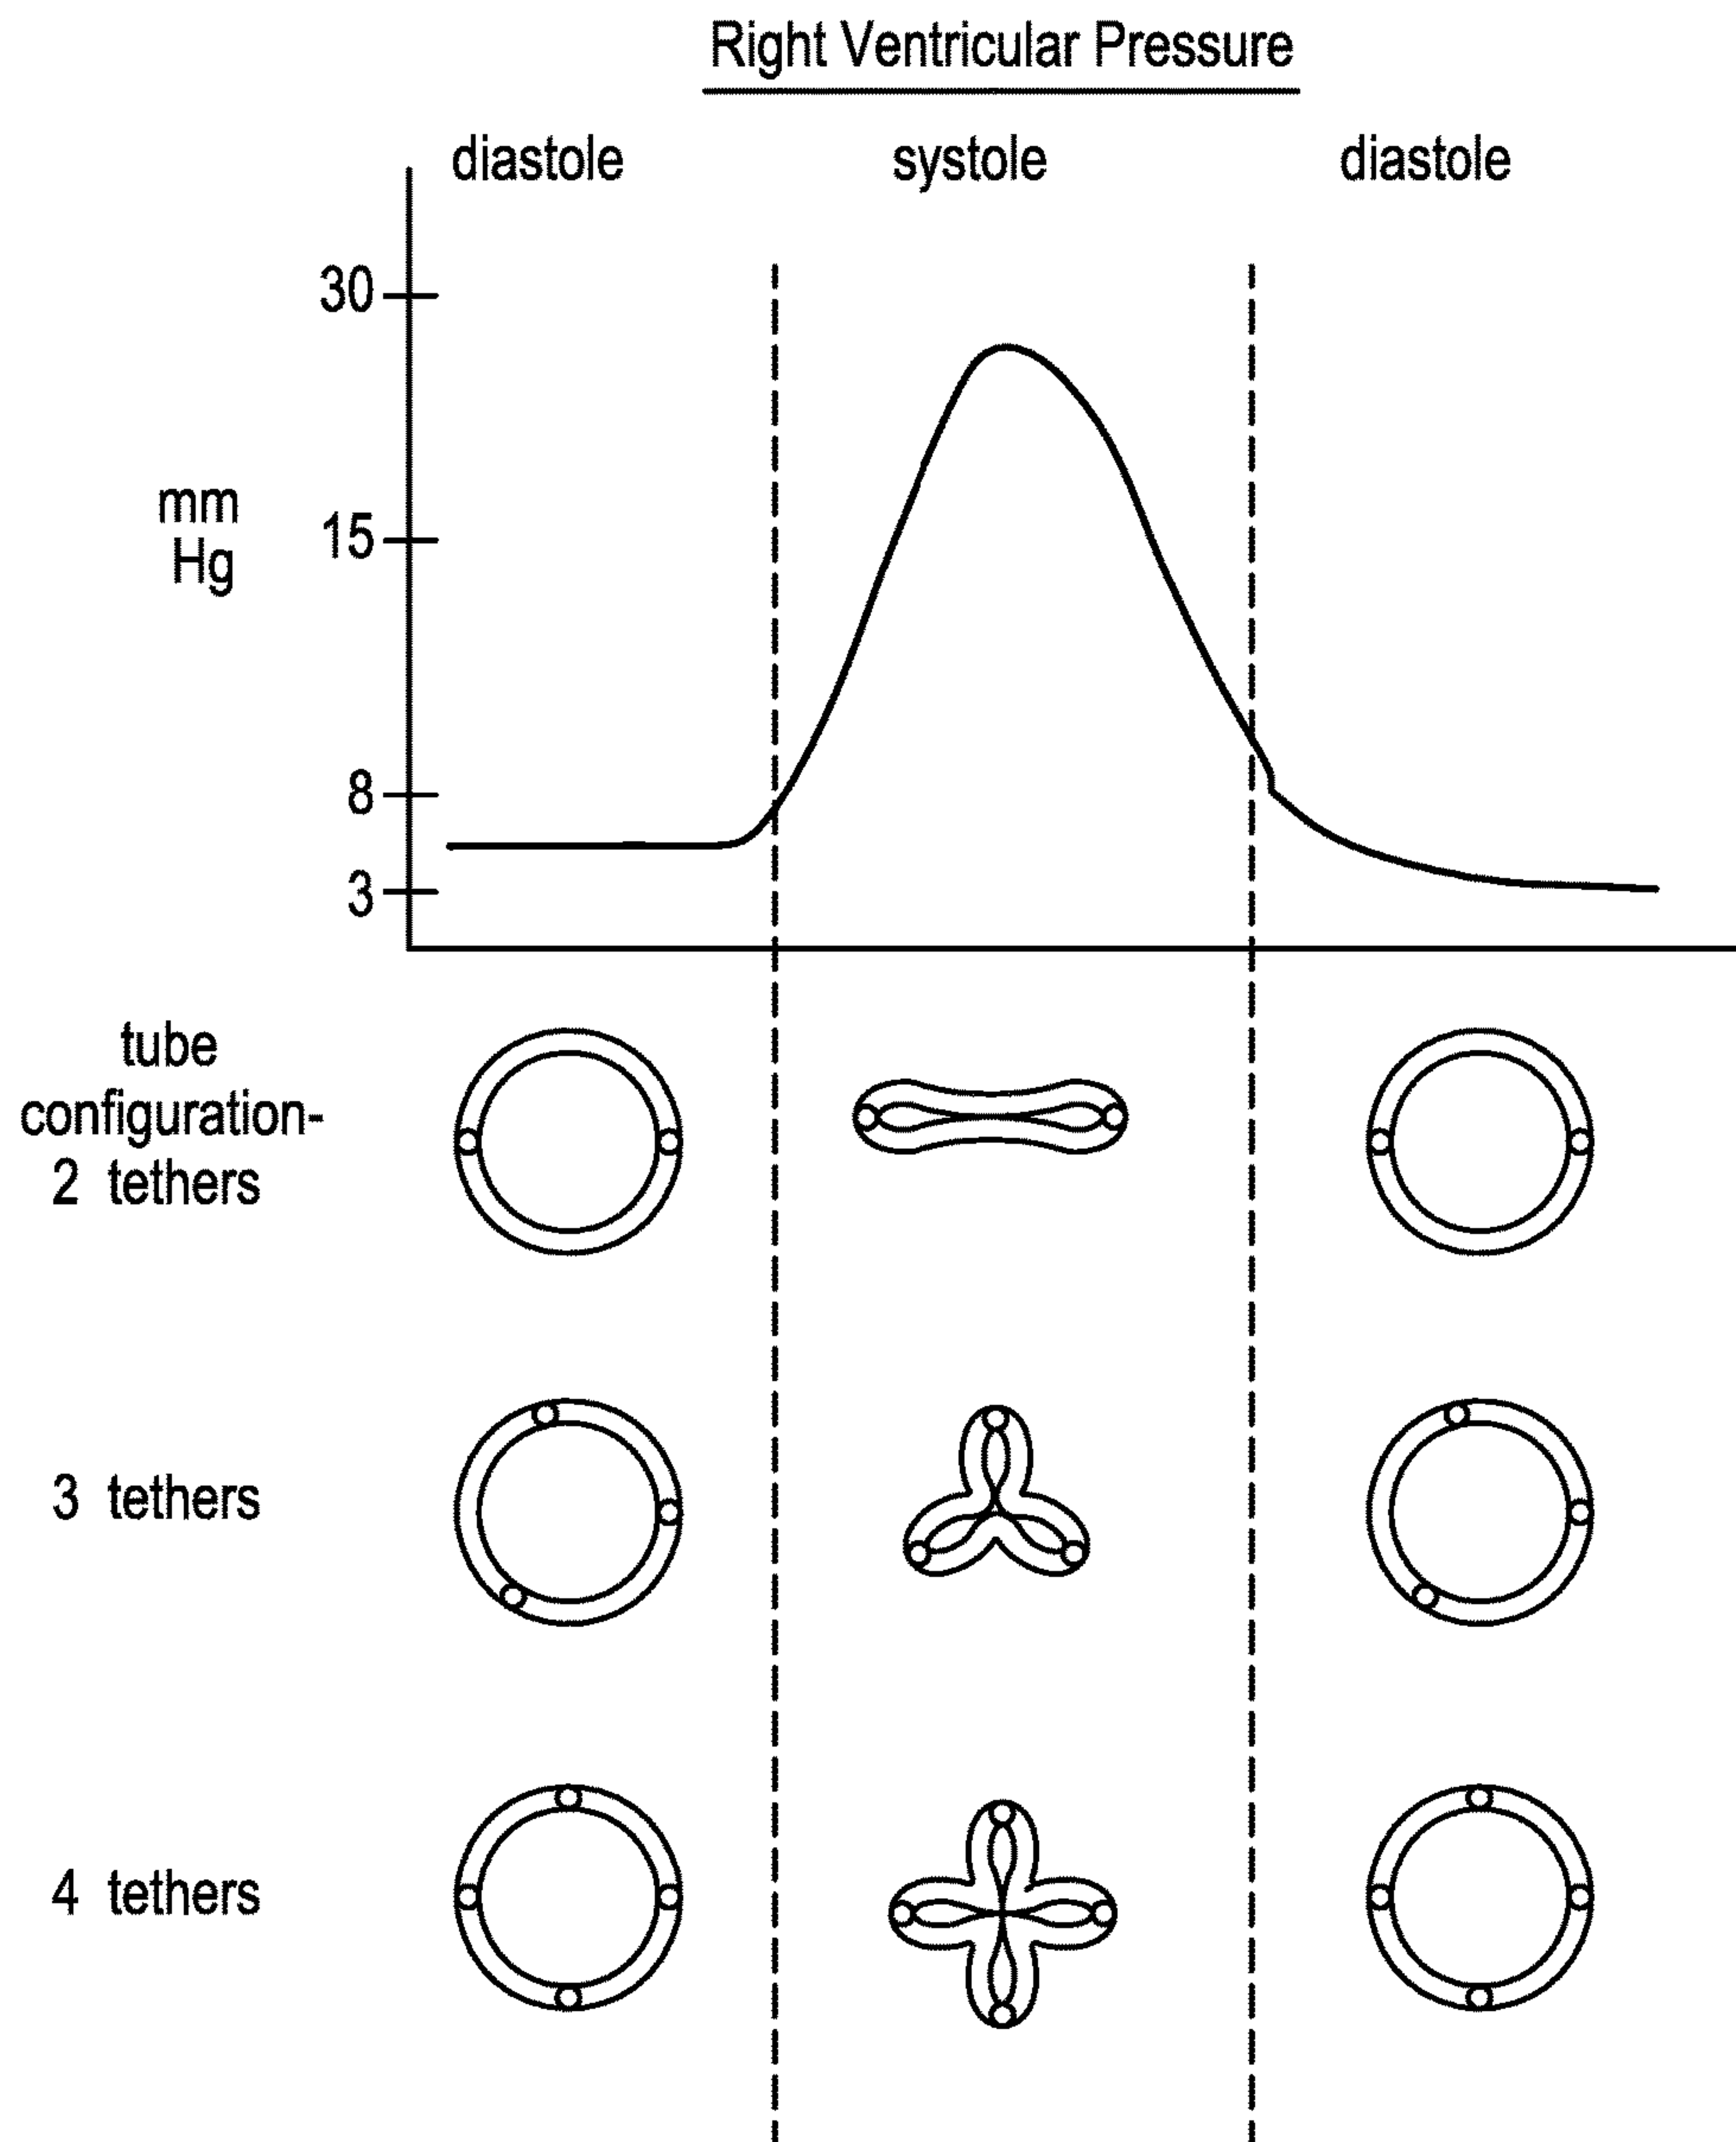 Right Ventricular Pressure
diastole systole diastole
30
mm
Hg
15
8
3
tube
configuration-
2 tethers
3 tethers
4 tethers